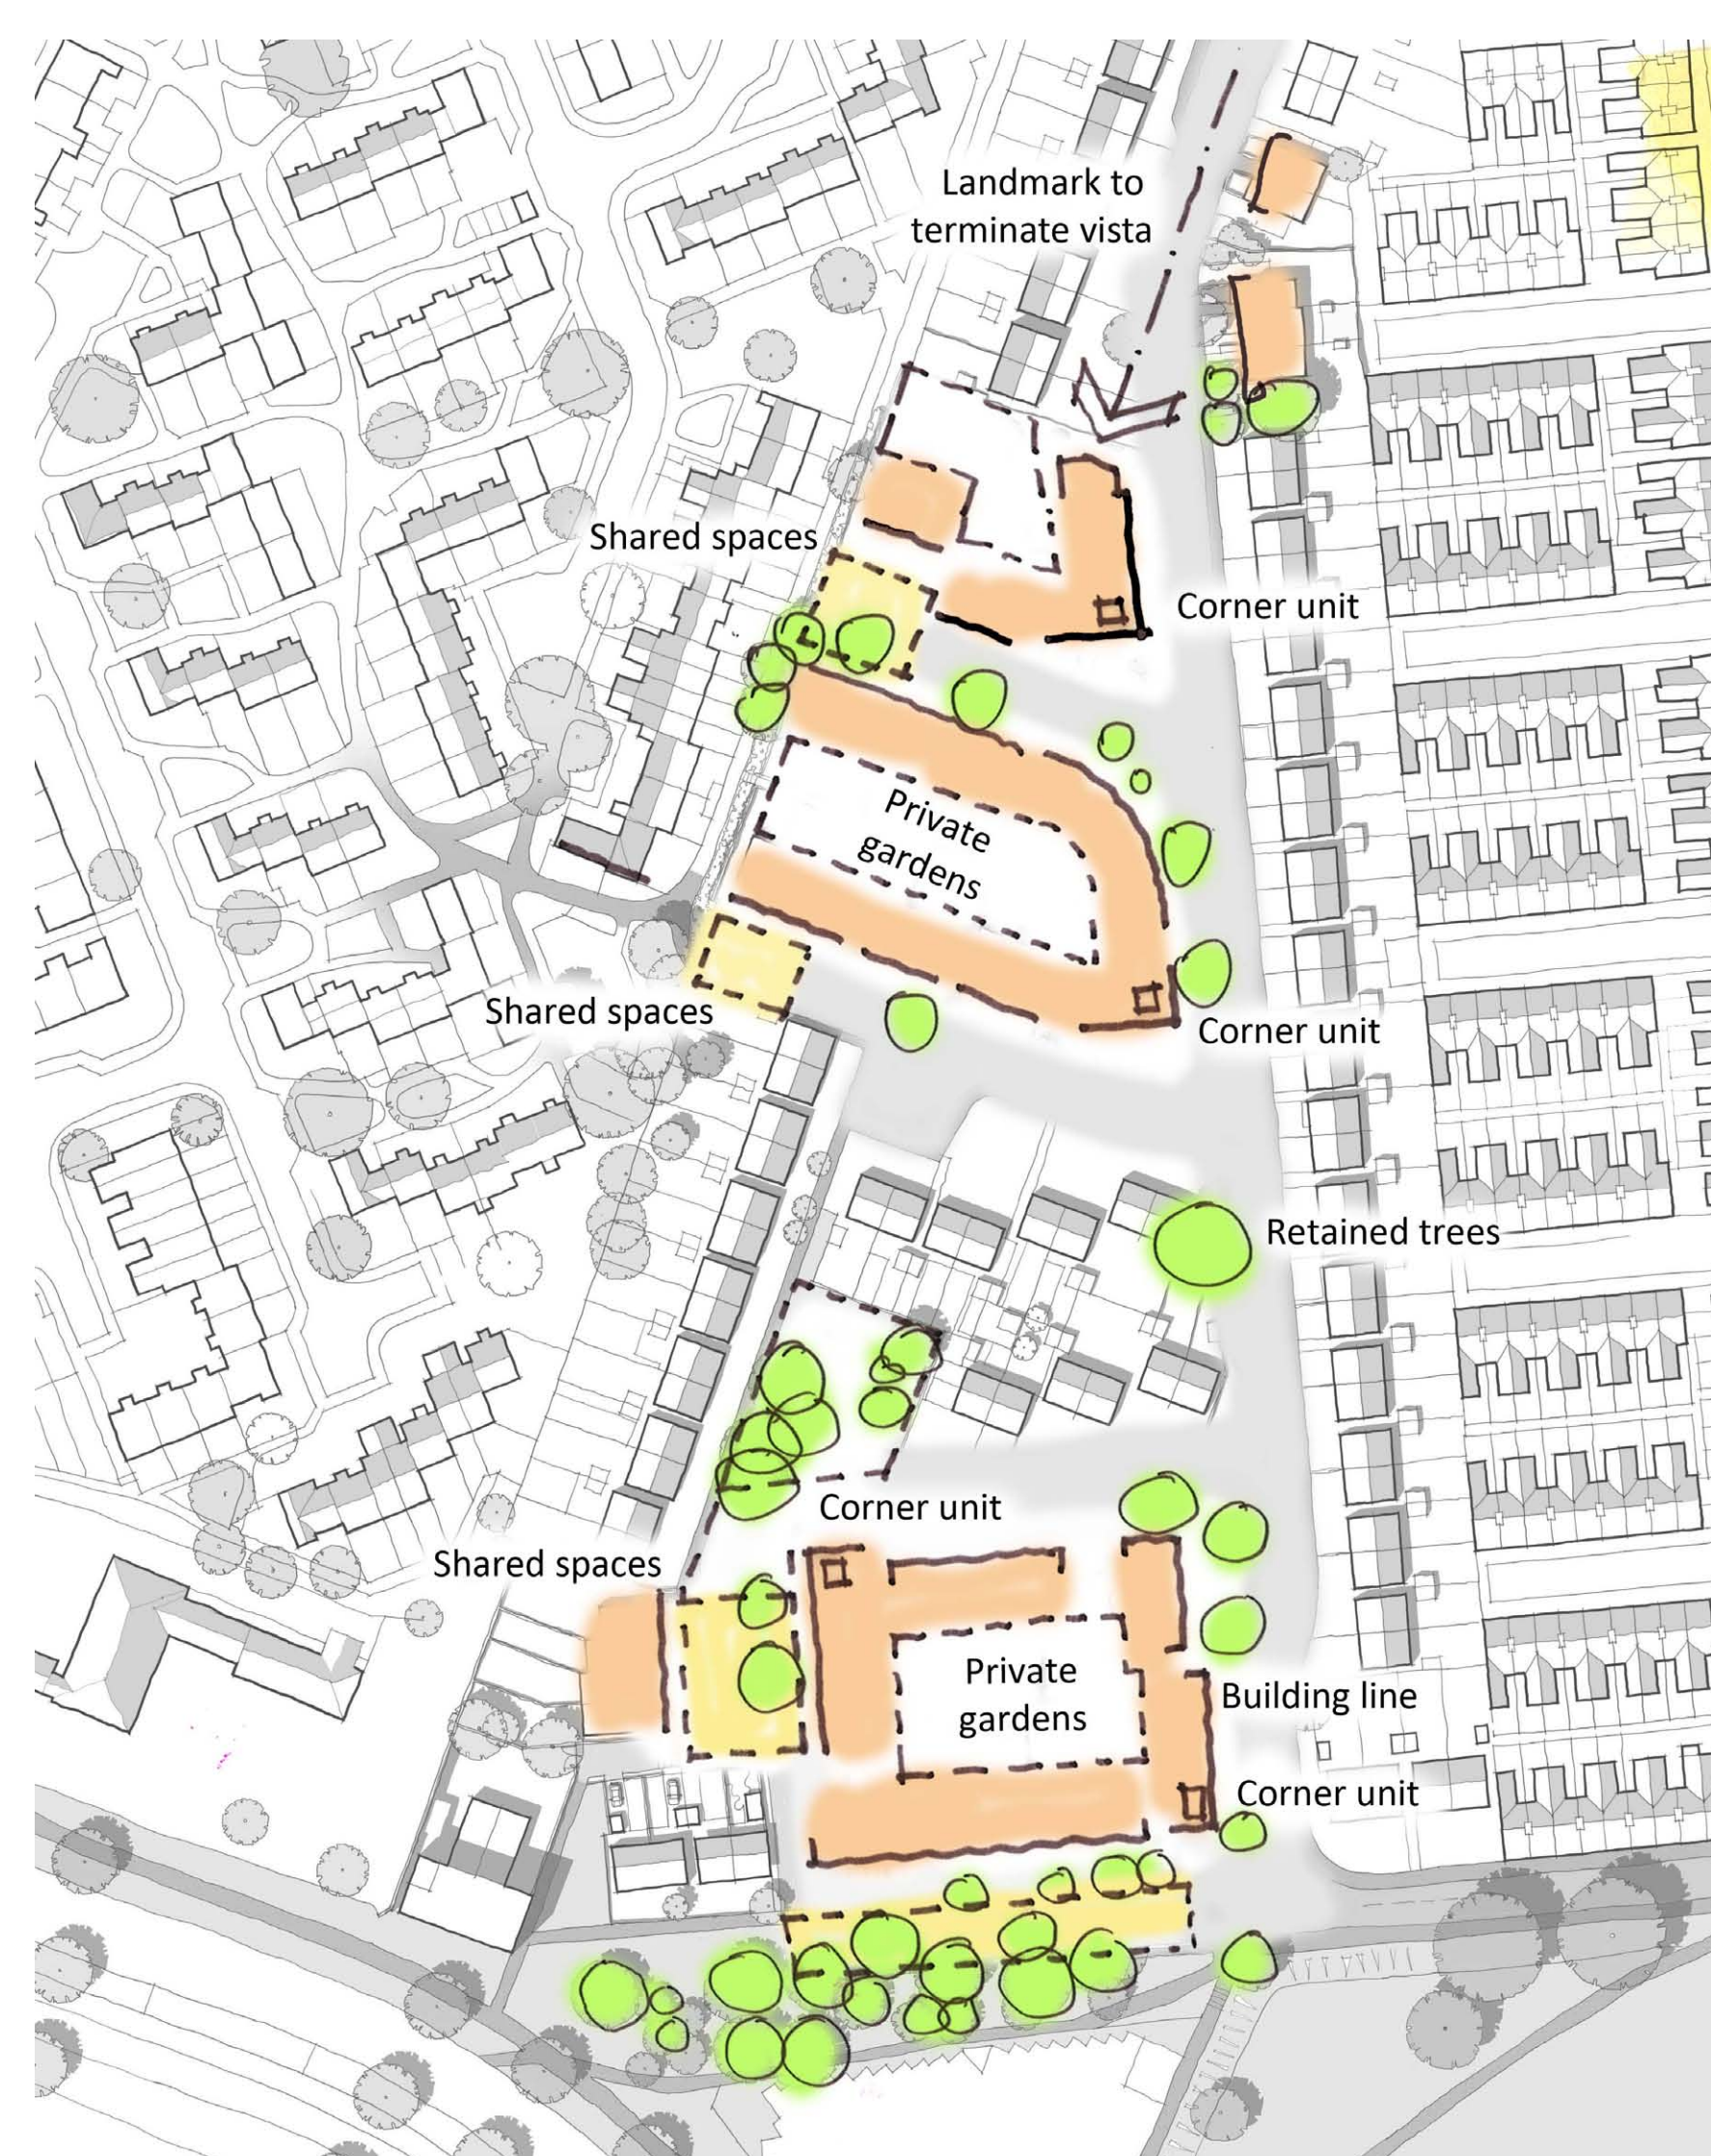 Landmark to
terminate vista
Shared spaces
Corner unit
Private
gardens
Shared spaces
Corner unit
Retained trees
Corner unit
Shared spaces
Private
gardens
Building line
Corner unit